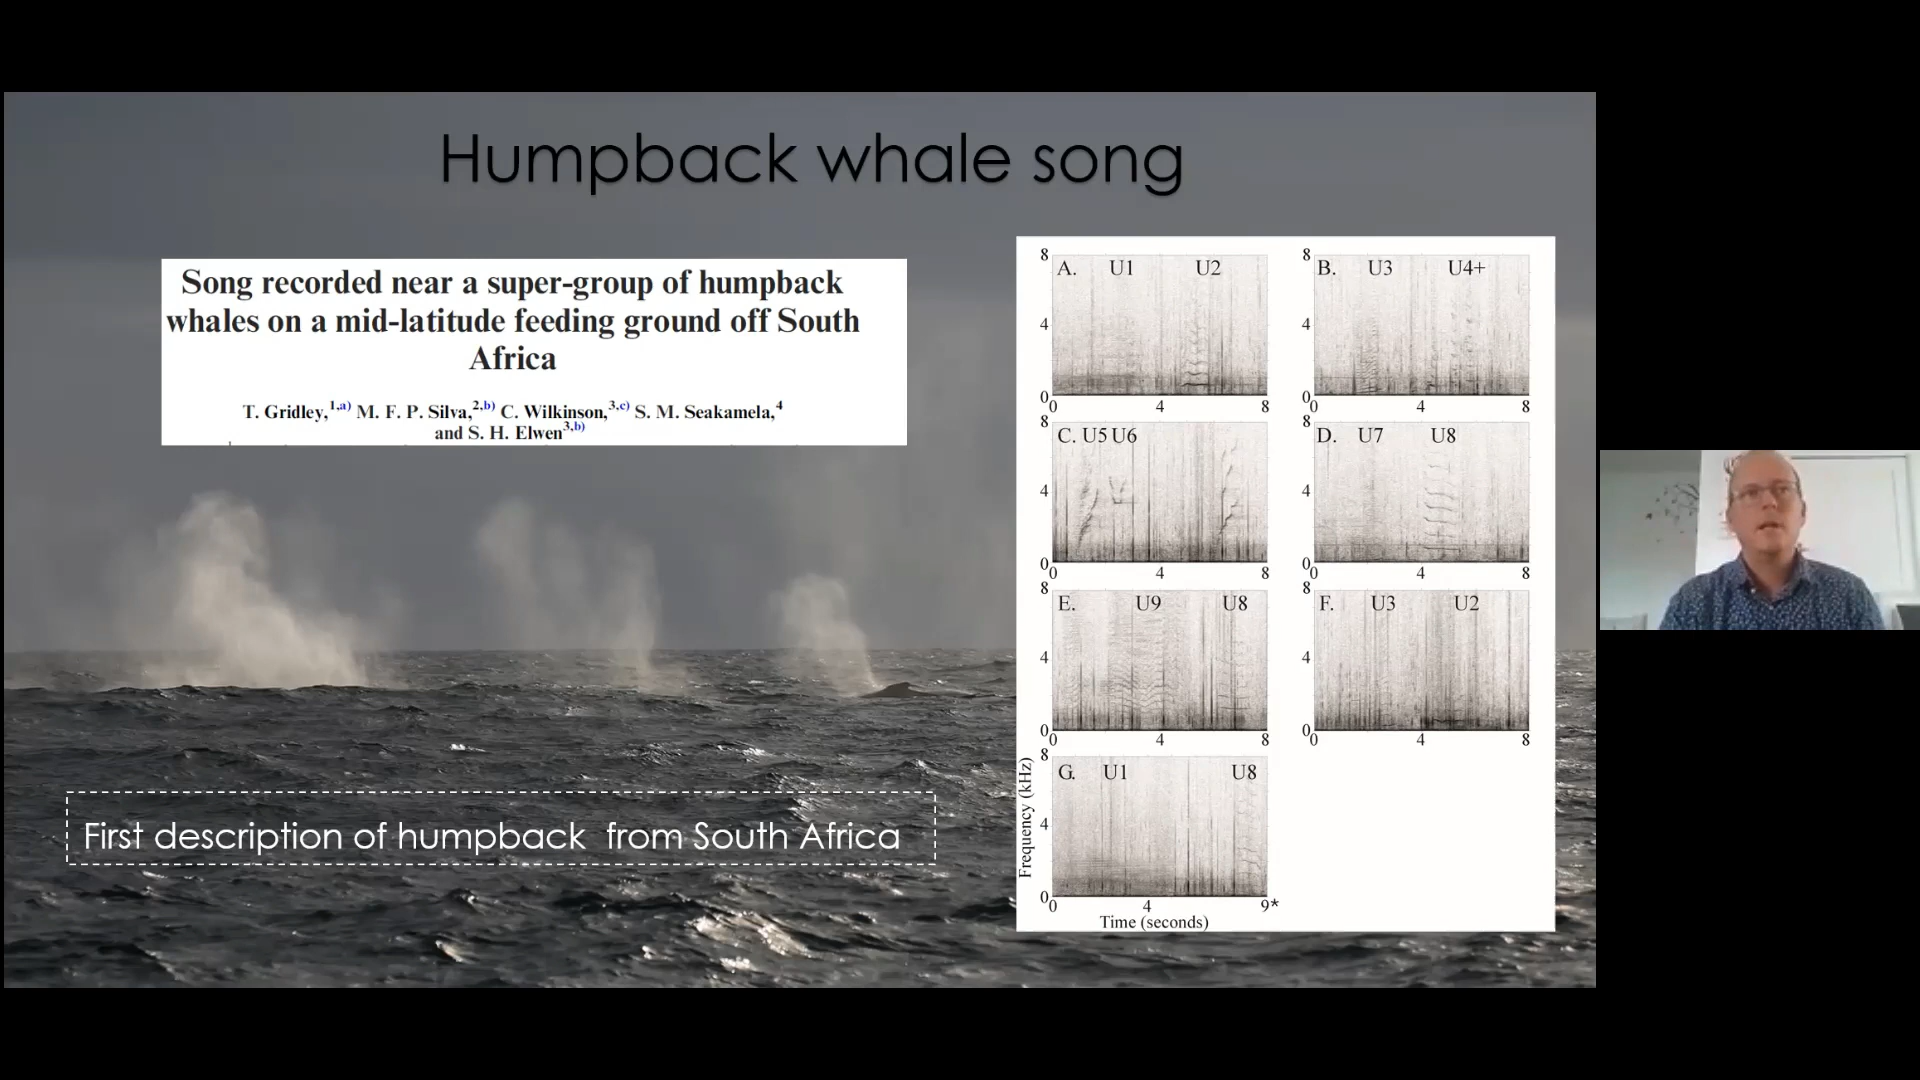 Humpback whale song
Song recorded near a super-group of humpback
whales on a mid-latitude feeding ground off South
Africa
T. Gridley,1,a) M. F. P. Silva,2,b) C. Wilkinson,3,c) S. M. Seakamela,4
and S. H. Elwen3,b)
First description of humpback  from South Africa
8
A. U1 U2
4
0
0 4 8
8
B. U3 U4+
4
0
0 4 8
8
C. U5 U6
4
0
0 4 8
8
D. U7 U8
4
0
0 4 8
8
E. U9 U8
4
0
0 4 8
8
F. U3 U2
4
0
0 4 8
8
G. U1 U8
4
0
0 4 9*
Frequency (kHz)
Time (seconds)